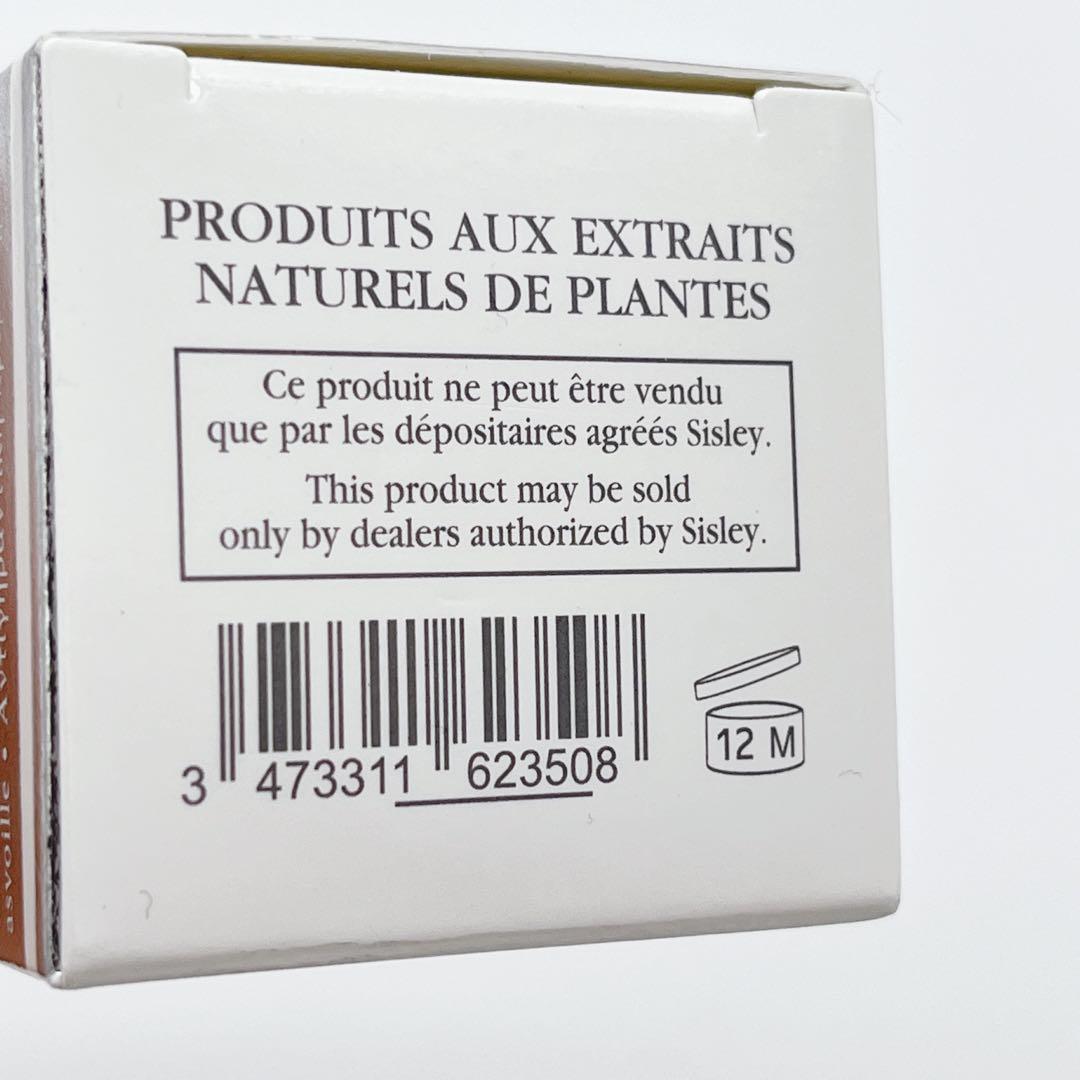 PRODUITS AUX EXTRAITS
NATURELS DE PLANTES
Ce produit ne peut être vendu
que par les dépositaires agréés Sisley.
This product may be sold
only by dealers authorized by Sisley.
3 473311 623508
12 M